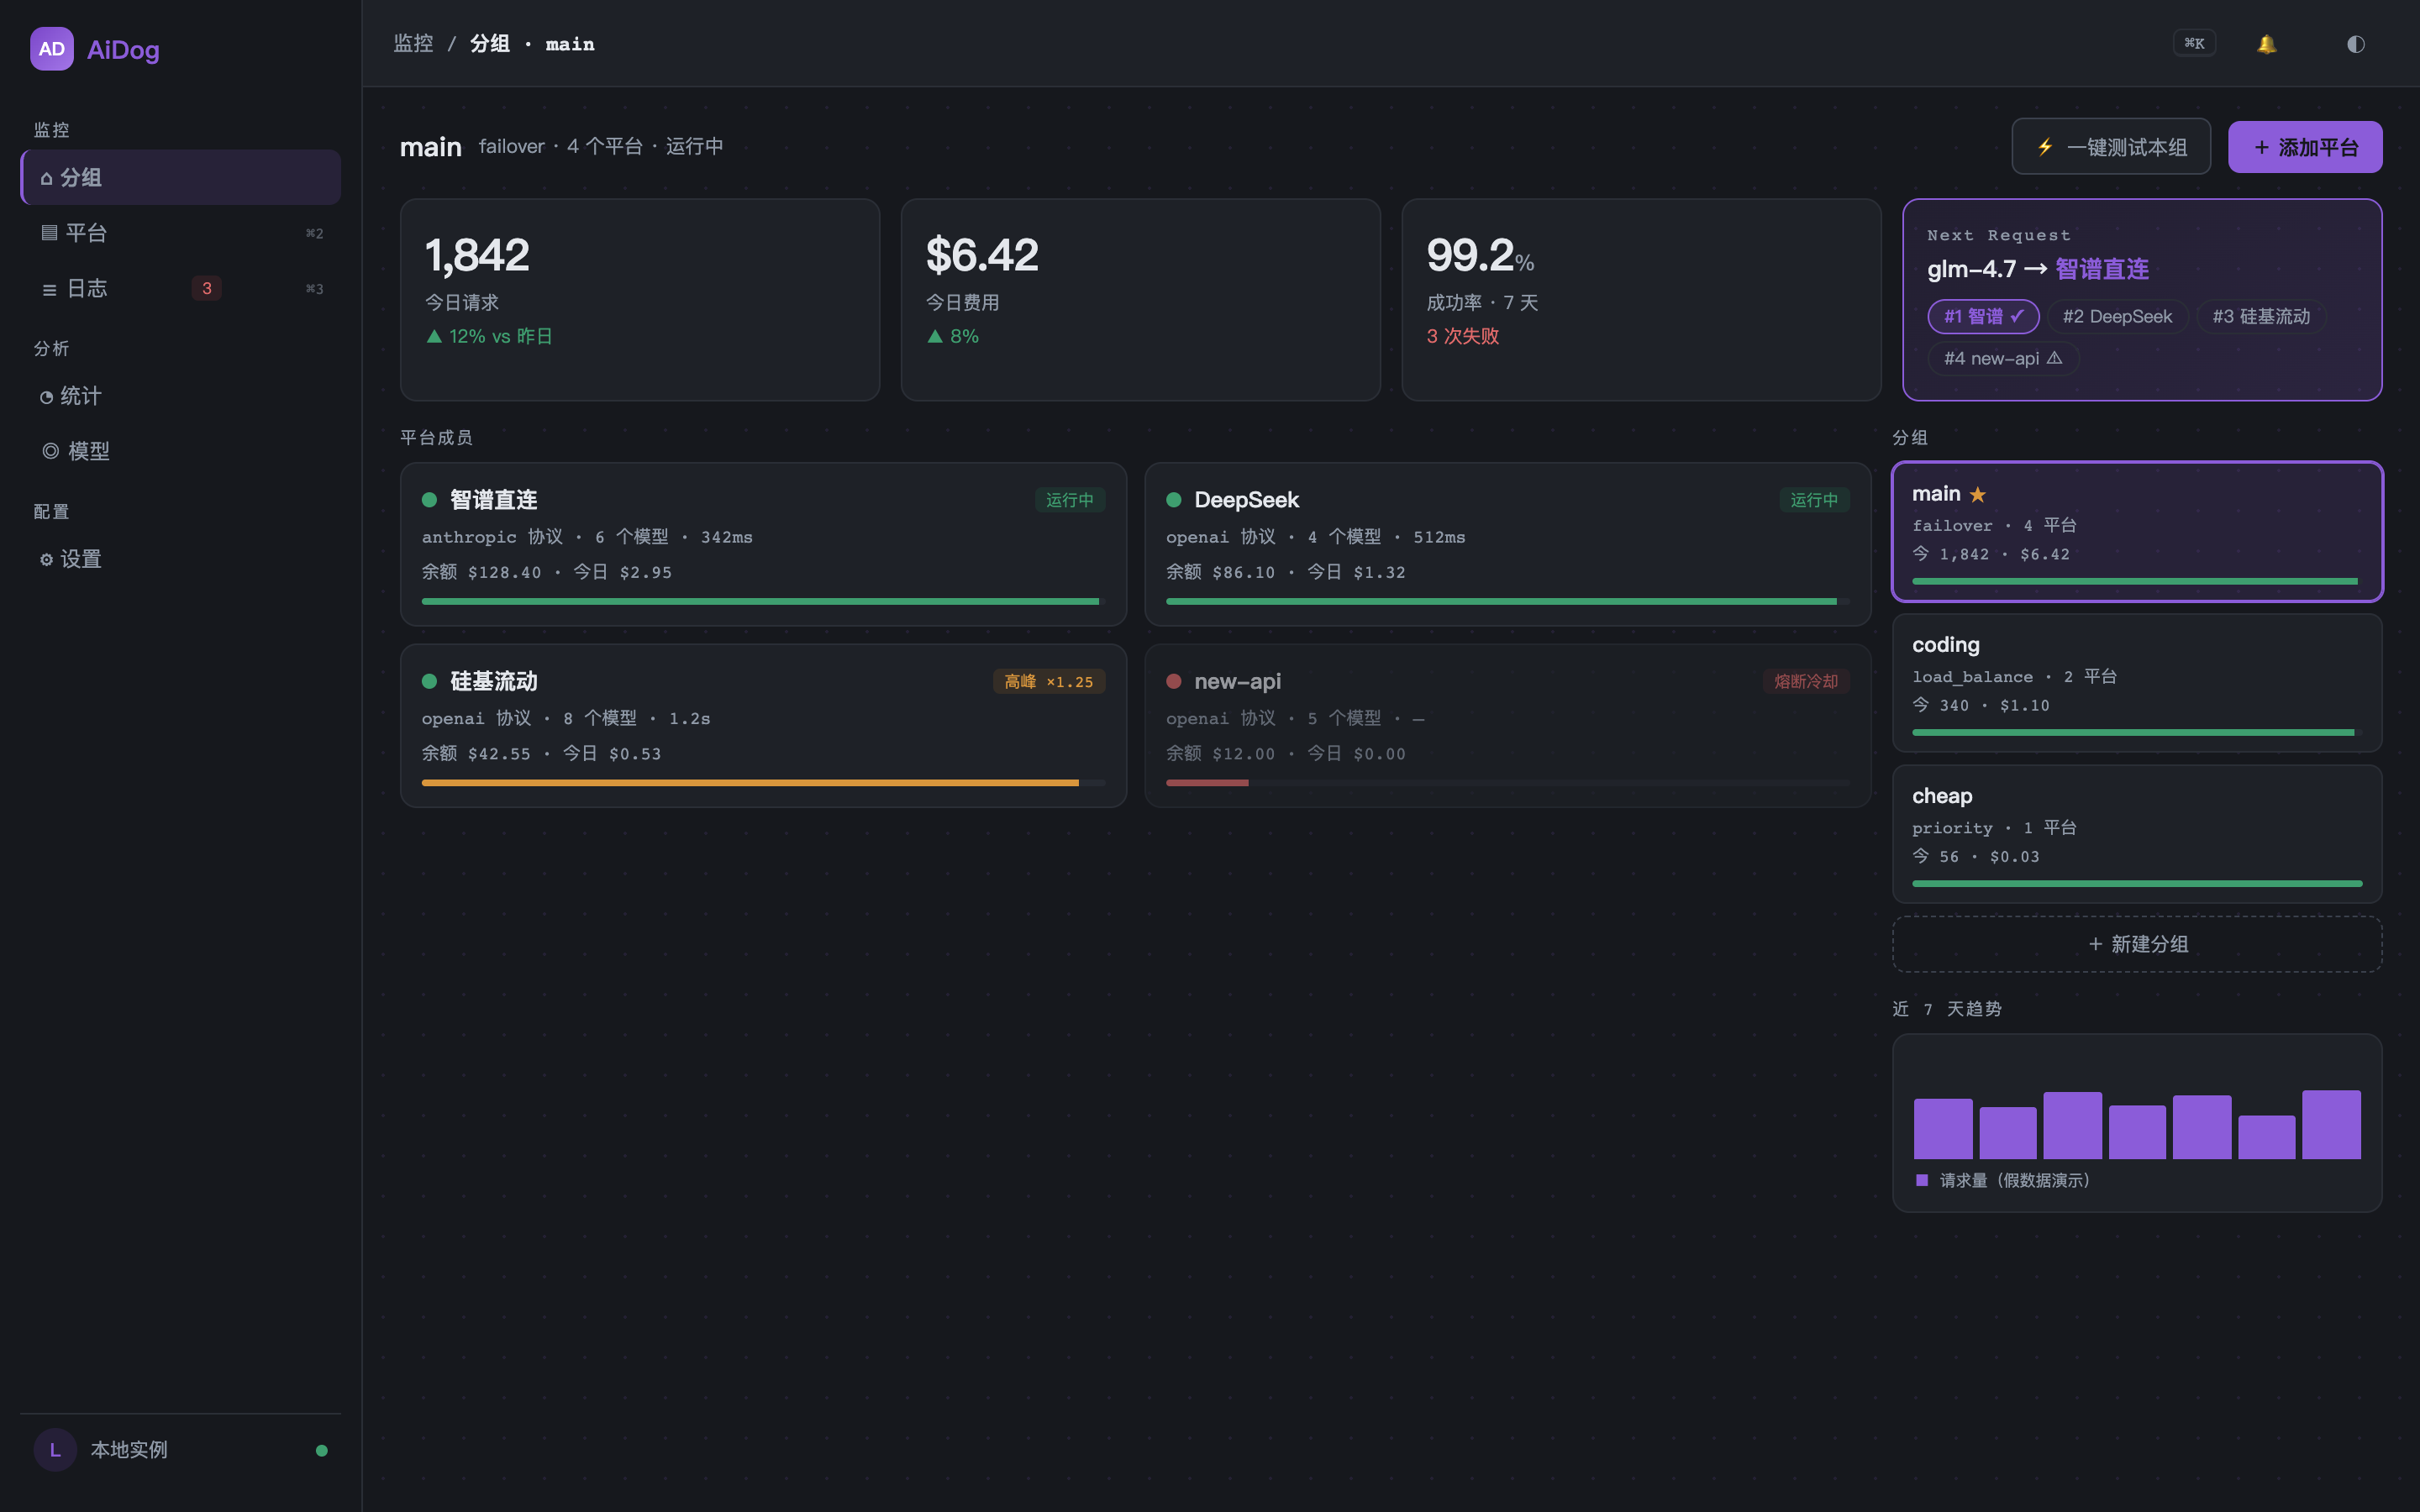 AD AiDog
监控
分组
平台 ⌘2
日志 3 ⌘3
分析
统计
模型
配置
设置
L 本地实例
监控 / 分组 · main
⌘K
main failover · 4 个平台 · 运行中
⚡ 一键测试本组
+ 添加平台
1,842
今日请求
▲ 12% vs 昨日
$6.42
今日费用
▲ 8%
99.2%
成功率 · 7 天
3 次失败
Next Request
glm-4.7 → 智谱直连
#1 智谱 ✓ #2 DeepSeek #3 硅基流动
#4 new-api ⚠
平台成员
智谱直连 运行中
anthropic 协议 · 6 个模型 · 342ms
余额 $128.40 · 今日 $2.95
DeepSeek 运行中
openai 协议 · 4 个模型 · 512ms
余额 $86.10 · 今日 $1.32
硅基流动 高峰 ×1.25
openai 协议 · 8 个模型 · 1.2s
余额 $42.55 · 今日 $0.53
new-api 熔断冷却
openai 协议 · 5 个模型 · —
余额 $12.00 · 今日 $0.00
分组
main ★
failover · 4 平台
今 1,842 · $6.42
coding
load_balance · 2 平台
今 340 · $1.10
cheap
priority · 1 平台
今 56 · $0.03
+ 新建分组
近 7 天趋势
请求量（假数据演示）